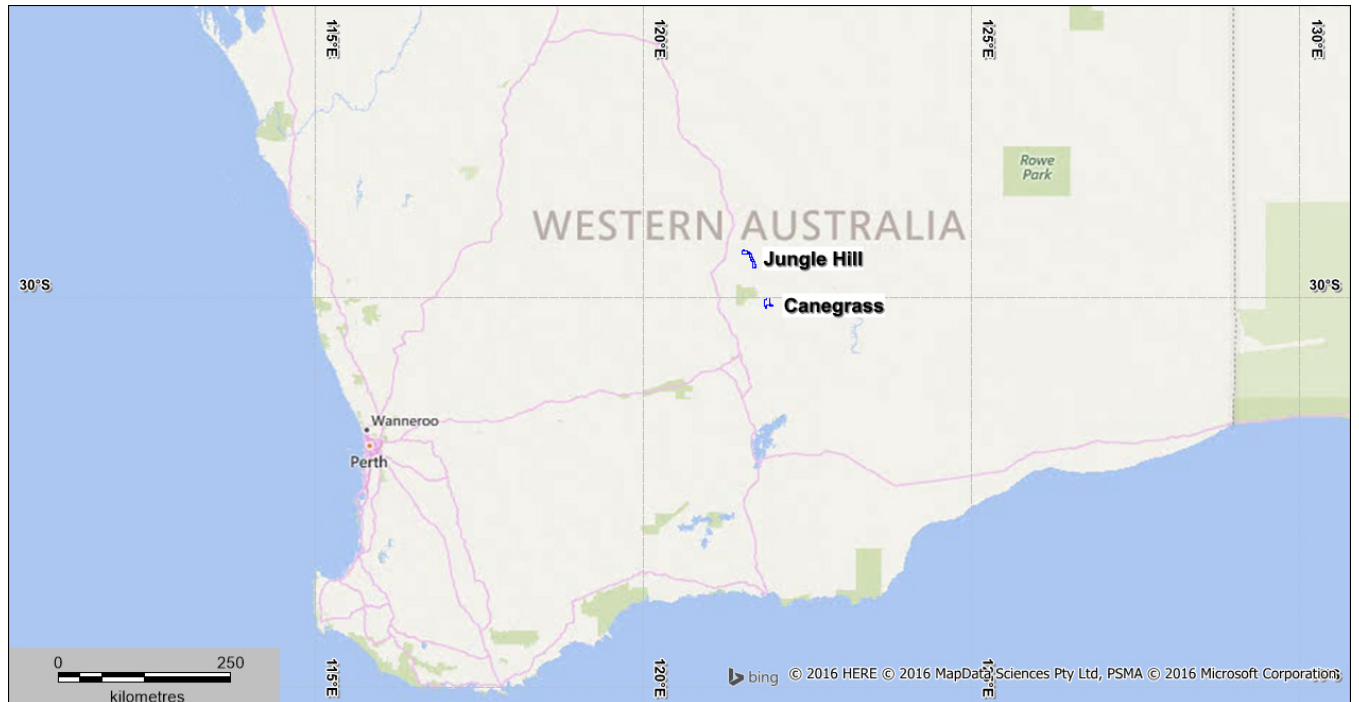 115°E
120°E
125°E
130°E
Rowe
Park
WESTERN AUSTRALIA
Jungle Hill
30°S
30°S
Canegrass
Wanneroo
Perth
0 250
kilometres
115°E
120°E
bing
© 2016 HERE © 2016 MapData Sciences Pty Ltd, PSMA © 2016 Microsoft Corporation